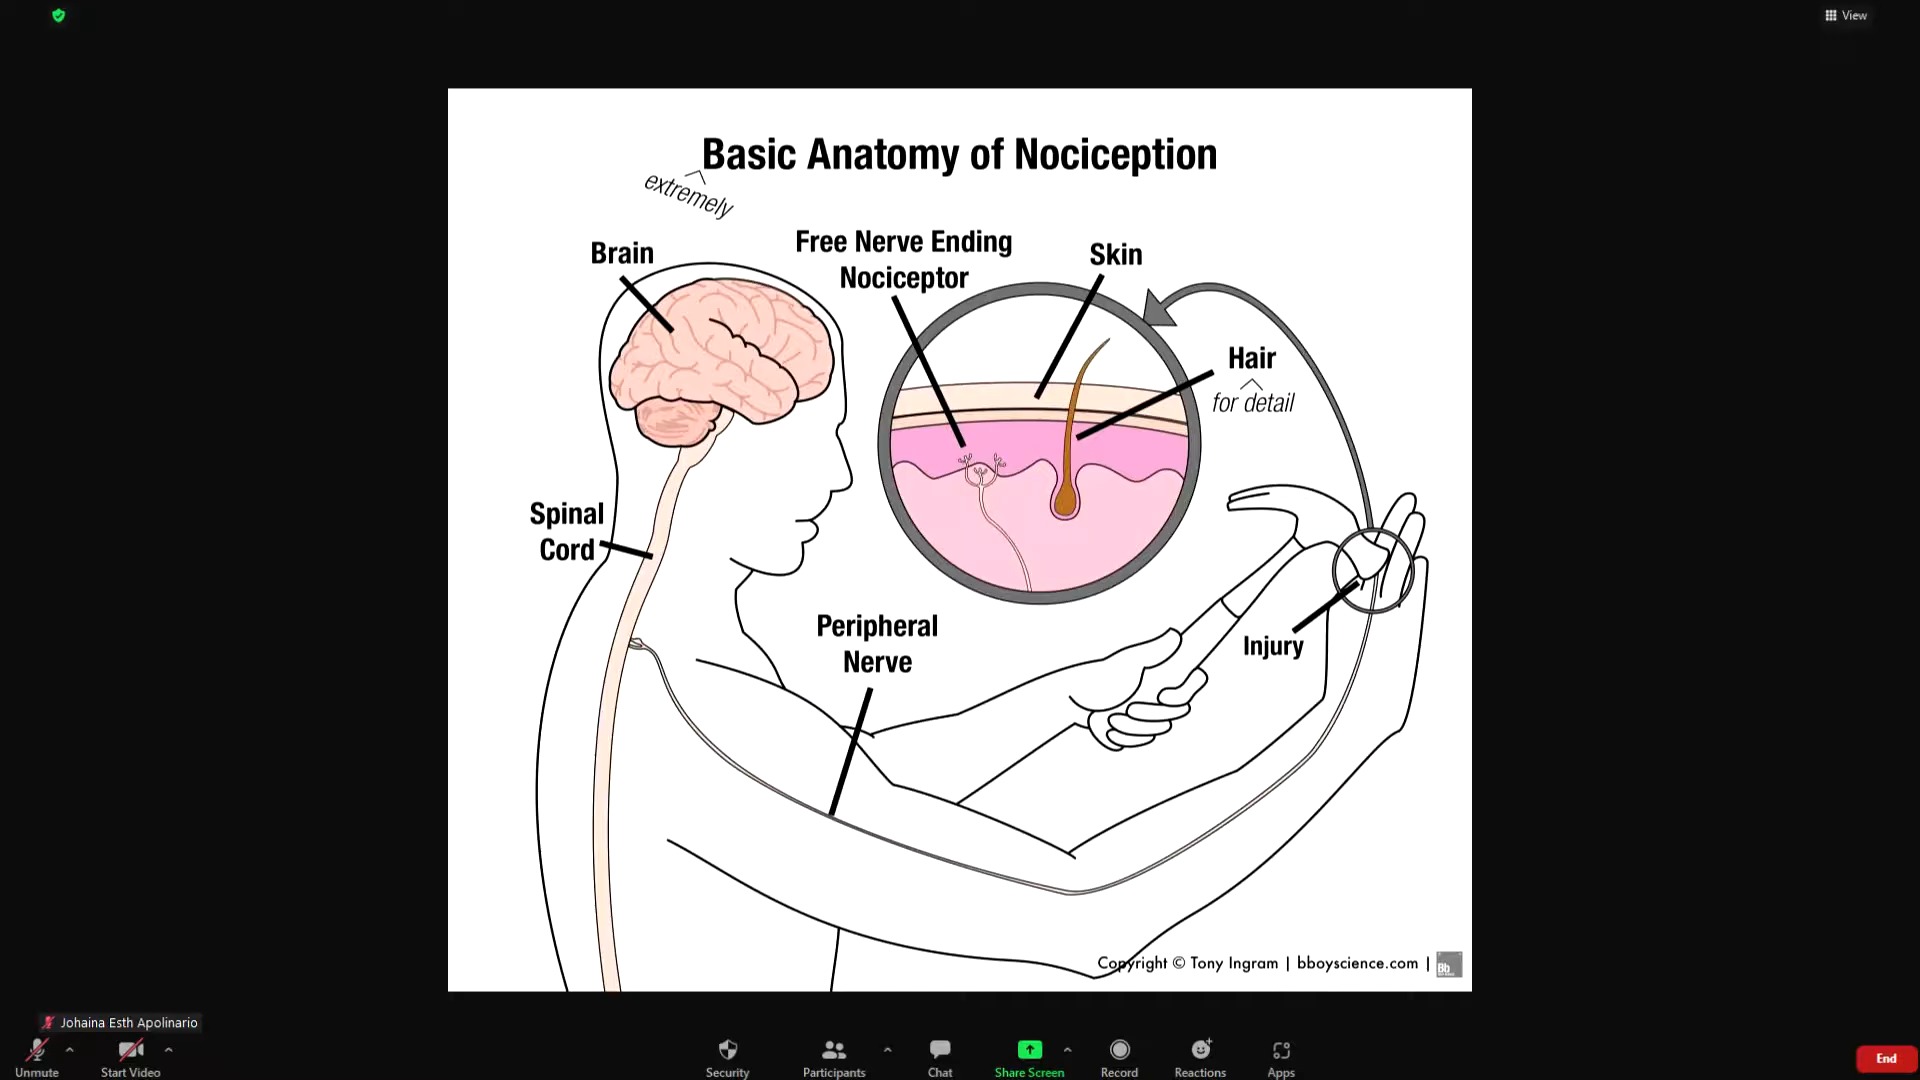 View
Basic Anatomy of Nociception
extremely
Brain
Free Nerve Ending
Nociceptor
Skin
Hair
for detail
Spinal
Cord
Peripheral
Nerve
Injury
Copyright © Tony Ingram | bboyscience.com |
Bb
Johaina Esth Apolinario
Unmute
Start Video
Security
Participants
Chat
Share Screen
Record
Reactions
Apps
End